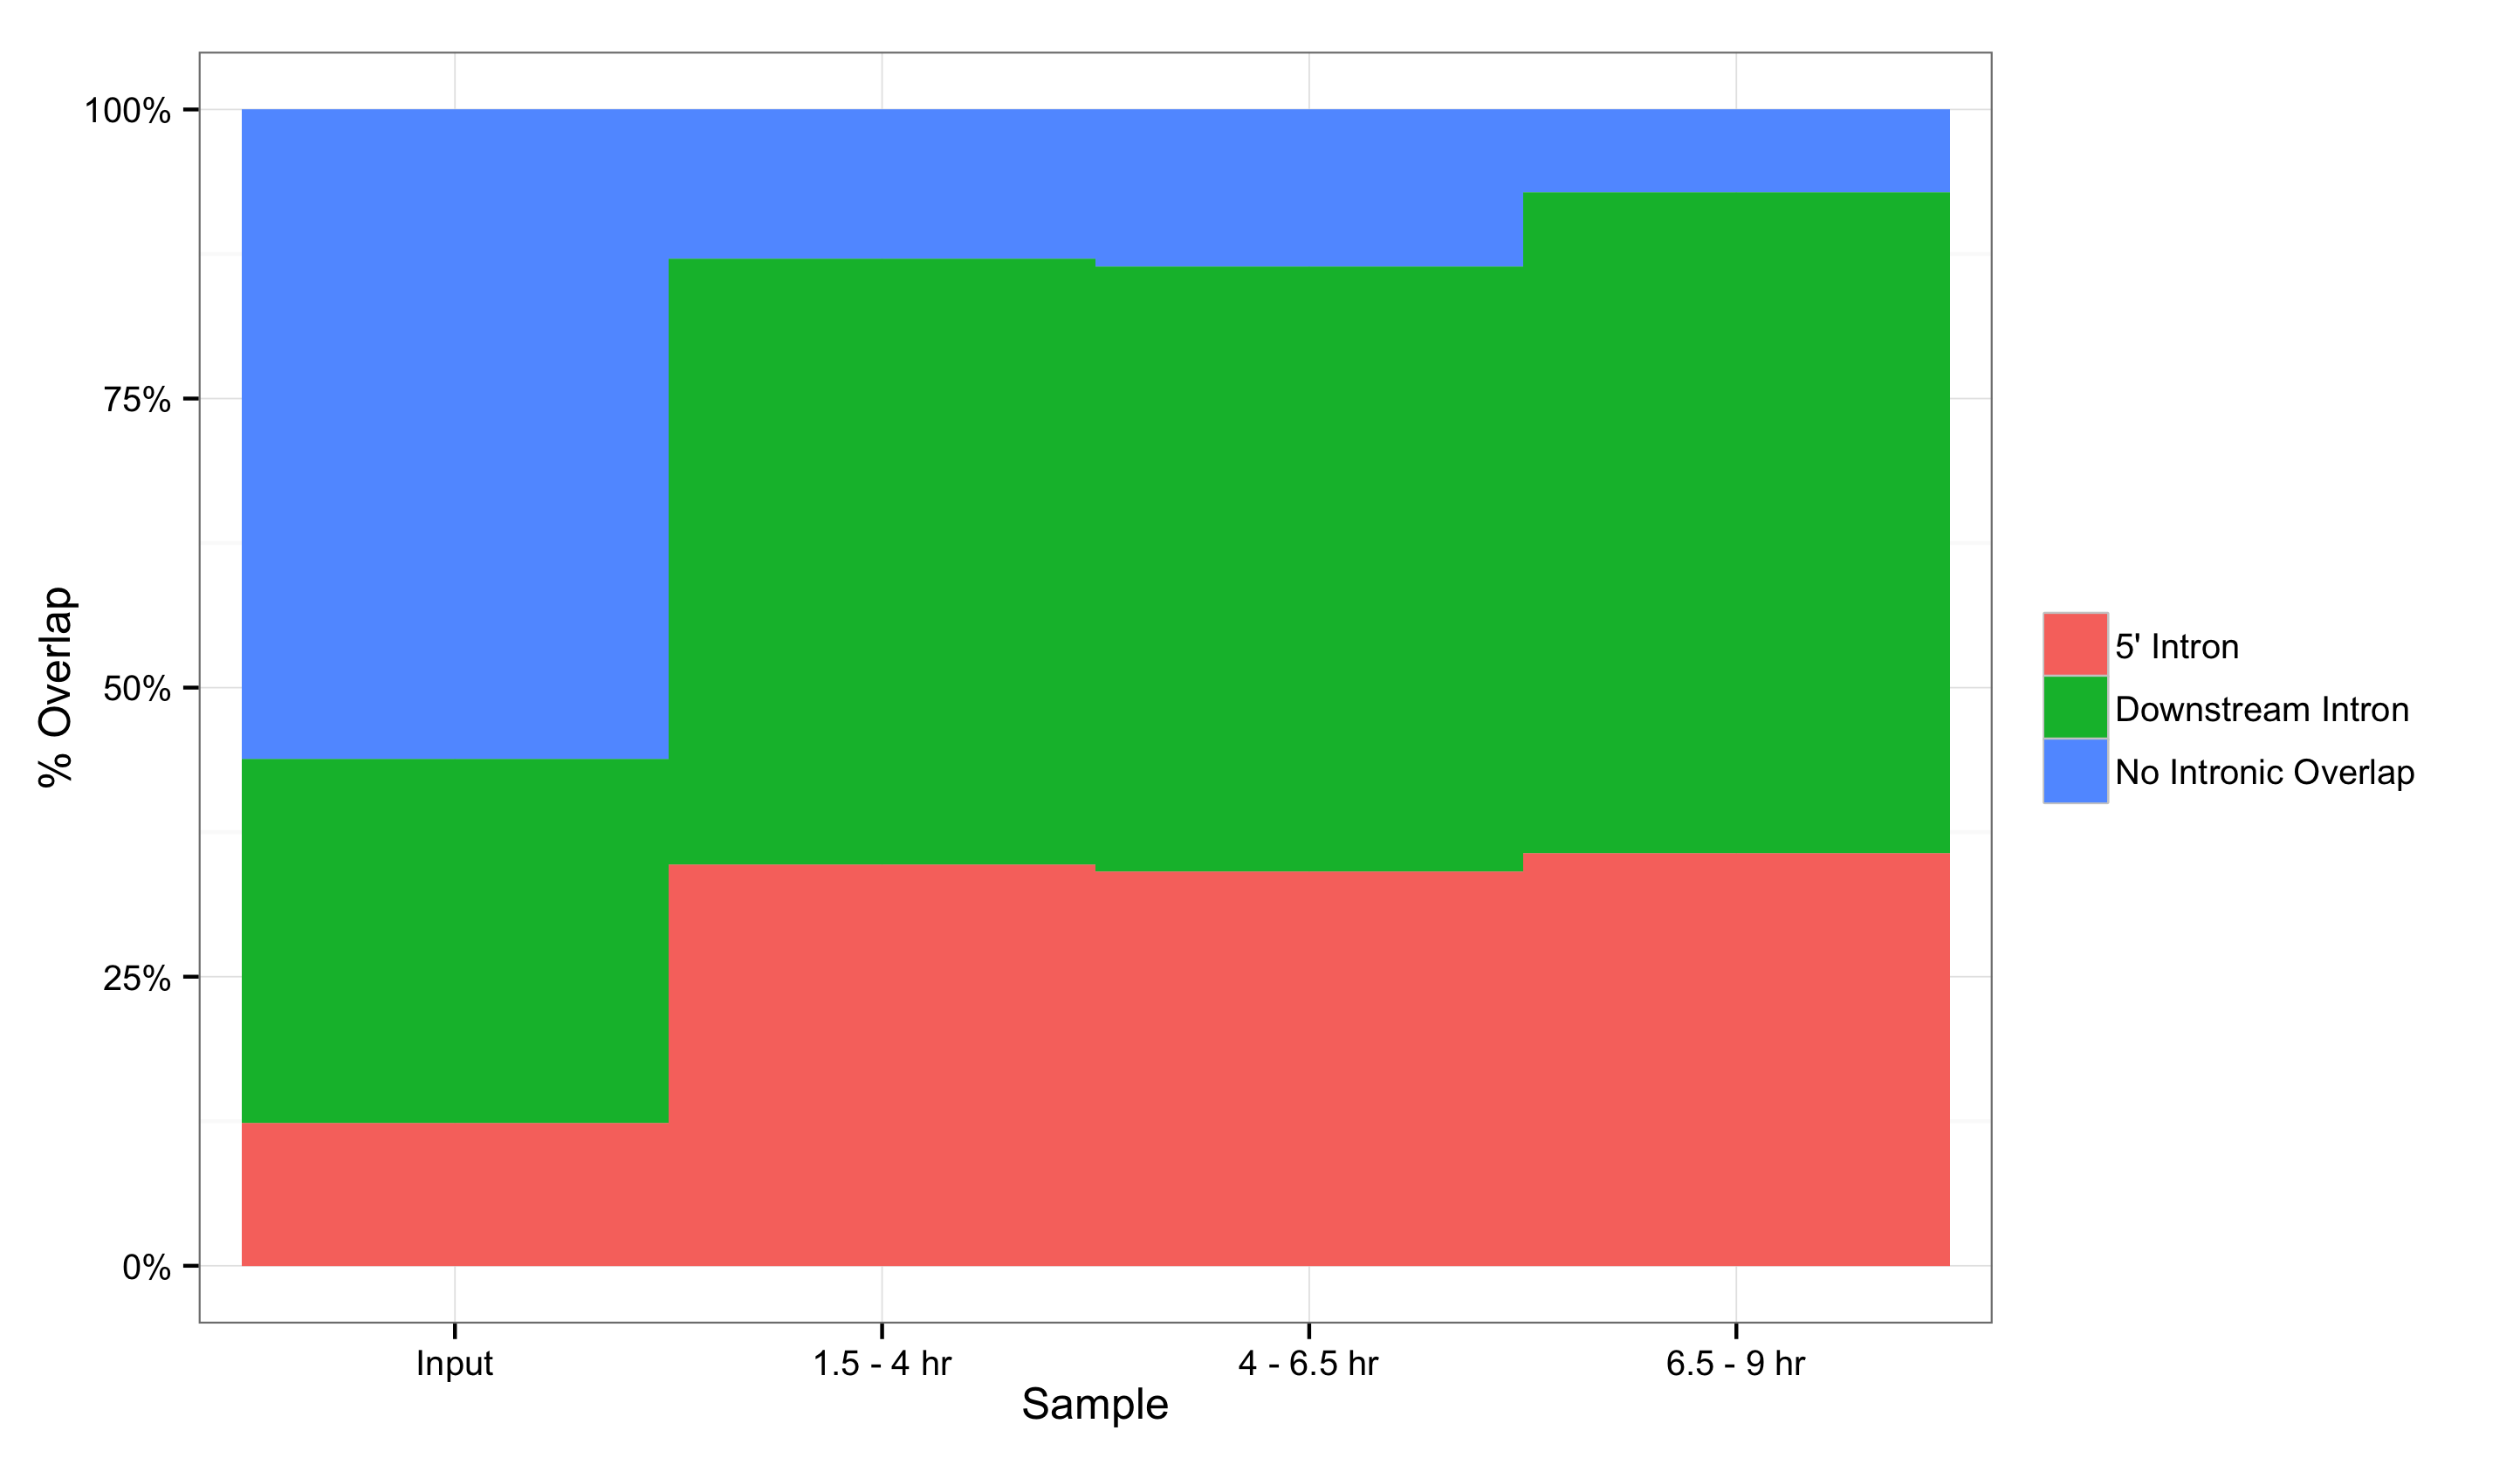 100%
75%
50%
25%
0%
% Overlap
Input
1.5 - 4 hr
4 - 6.5 hr
6.5 - 9 hr
Sample
5' Intron
Downstream Intron
No Intronic Overlap